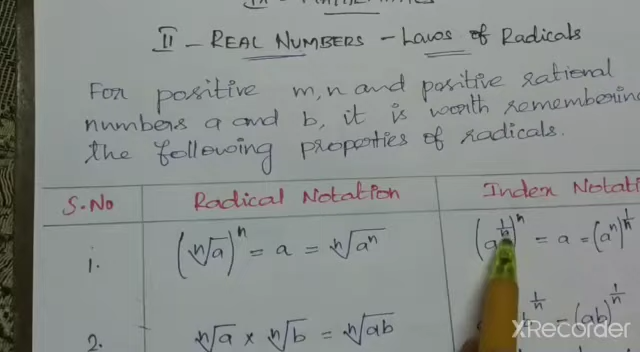 II - REAL NUMBERS - Laws of Radicals
For positive m, n and positive rational
numbers a and b, it is worth remembering
the following properties of radicals.
S.No Radical Notation Index Notati
1. (ⁿ√a)ⁿ = a = ⁿ√aⁿ (a^(1/n))ⁿ = a = (aⁿ)^(1/n)
2. ⁿ√a × ⁿ√b = ⁿ√ab = (ab)^(1/n)
XRecorder